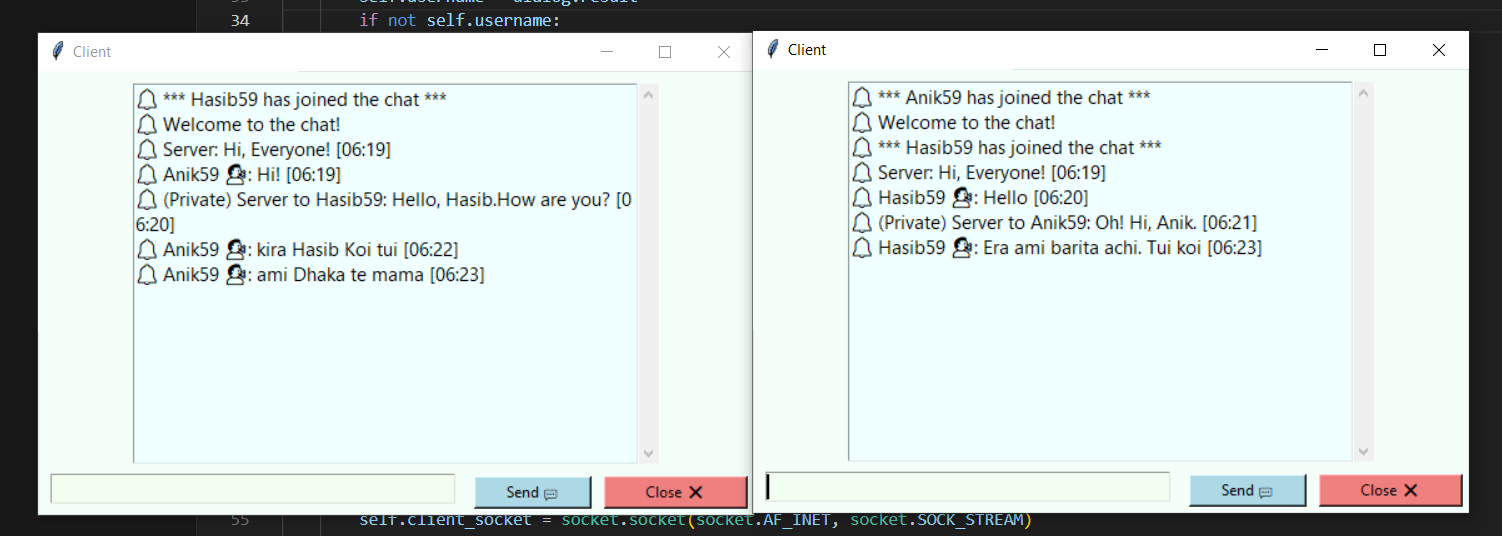 34
if not self.username:
Client
*** Hasib59 has joined the chat ***
Welcome to the chat!
Server: Hi, Everyone! [06:19]
Anik59 : Hi! [06:19]
(Private) Server to Hasib59: Hello, Hasib.How are you? [0
6:20]
Anik59 : kira Hasib Koi tui [06:22]
Anik59 : ami Dhaka te mama [06:23]
Send
Close
Client
*** Anik59 has joined the chat ***
Welcome to the chat!
*** Hasib59 has joined the chat ***
Server: Hi, Everyone! [06:19]
Hasib59 : Hello [06:20]
(Private) Server to Anik59: Oh! Hi, Anik. [06:21]
Hasib59 : Era ami barita achi. Tui koi [06:23]
Send
Close
55
self.client_socket = socket.socket(socket.AF_INET, socket.SOCK_STREAM)